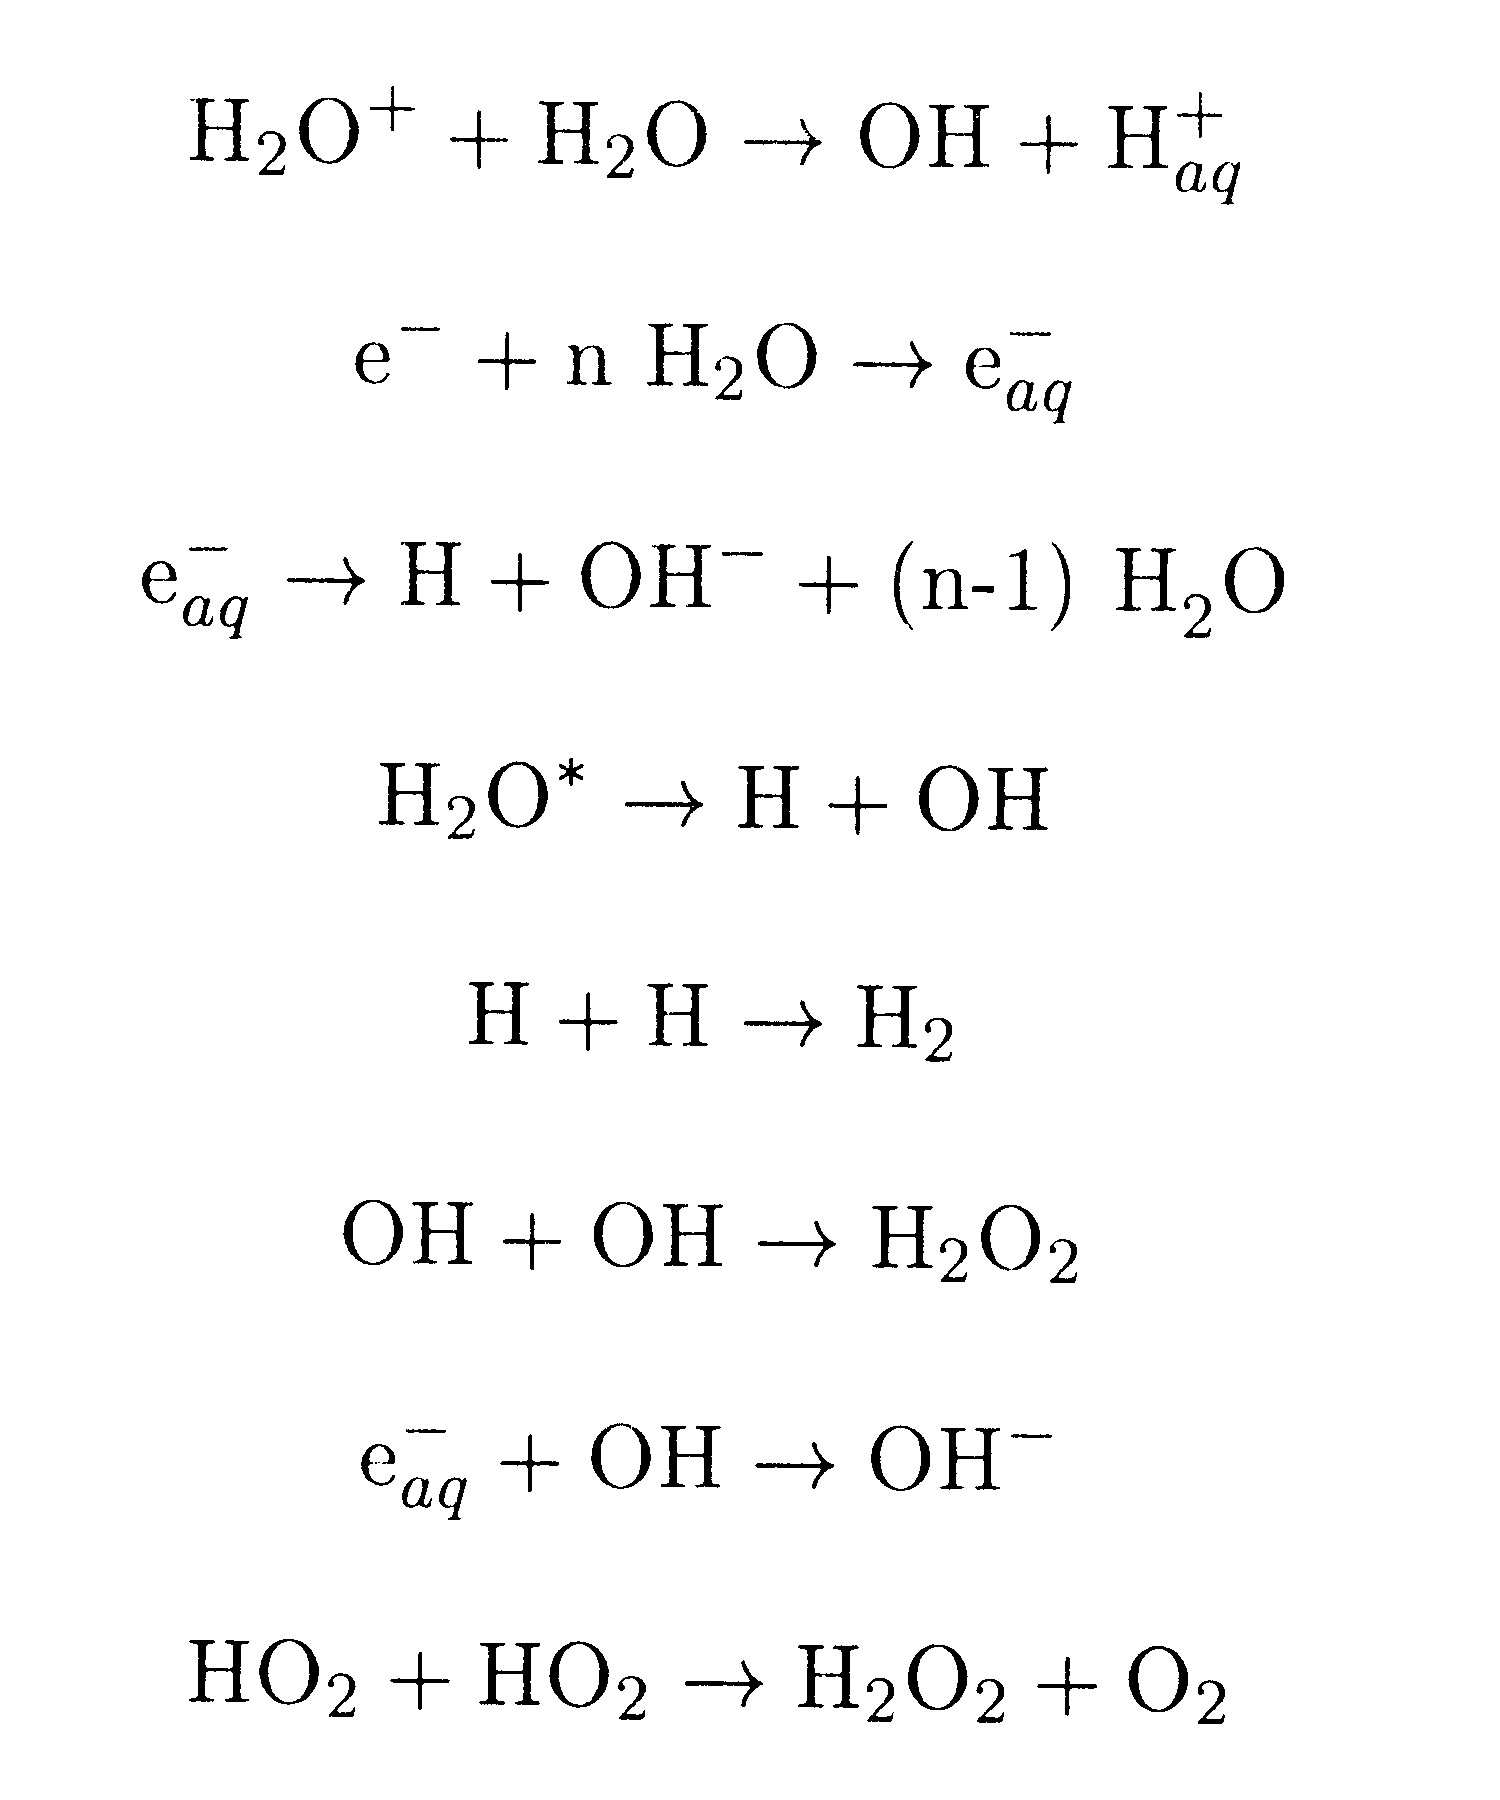 H₂O⁺ + H₂O → OH + H⁺ₐq
e⁻ + n H₂O → e⁻ₐq
e⁻ₐq → H + OH⁻ + (n-1) H₂O
H₂O* → H + OH
H + H → H₂
OH + OH → H₂O₂
e⁻ₐq + OH → OH⁻
HO₂ + HO₂ → H₂O₂ + O₂